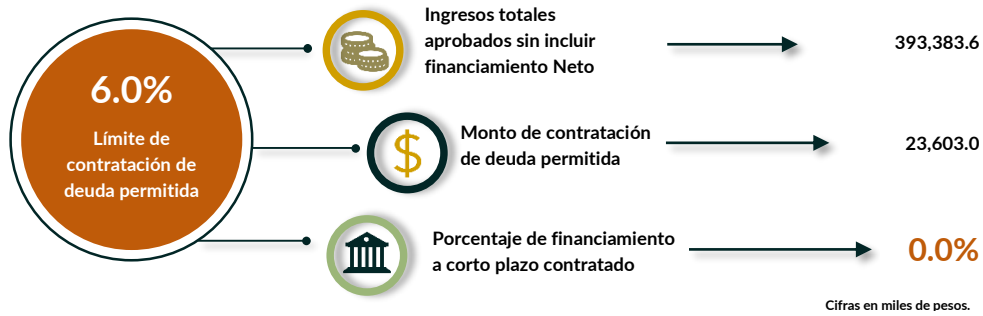 6.0%
Límite de
contratación de
deuda permitida
Ingresos totales
aprobados sin incluir
financiamiento Neto
393,383.6
$
Monto de contratación
de deuda permitida
23,603.0
Porcentaje de financiamiento
a corto plazo contratado
0.0%
Cifras en miles de pesos.